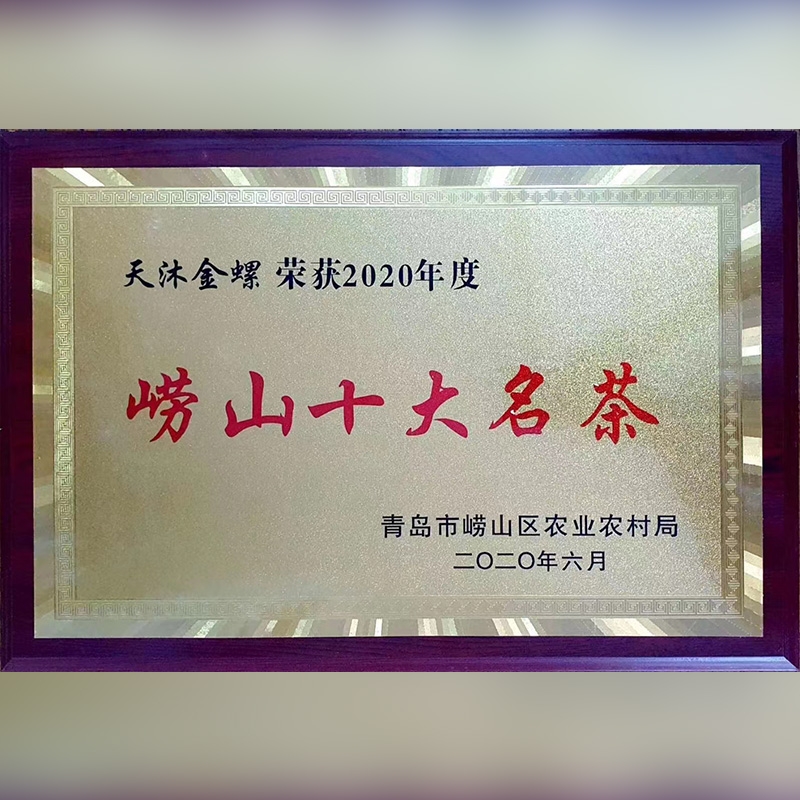 天沐金螺 荣获2020年度
崂山十大名茶
青岛市崂山区农业农村局
二〇二〇年六月